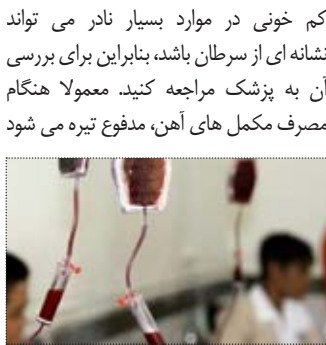 کم خونی در موارد بسیار نادر می تواند
نشانه ای از سرطان باشد، بنابراین برای بررسی
آن به پزشک مراجعه کنید. معمولا هنگام
مصرف مکمل های آهن، مدفوع تیره می شود